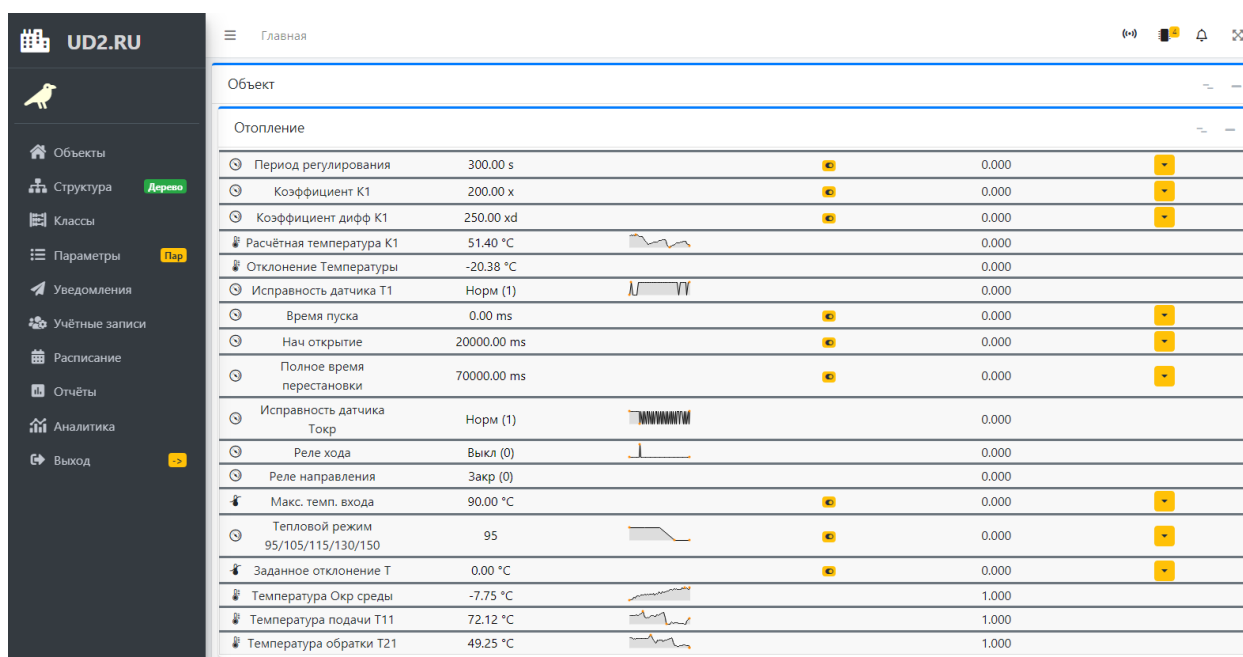 UD2.RU
Главная
4
Объект
Отопление
Объекты
Структура Дерево
Классы
Параметры Пар
Уведомления
Учётные записи
Расписание
Отчёты
Аналитика
Выход ->
Период регулирования 300.00 s 0.000
Коэффициент К1 200.00 x 0.000
Коэффициент дифф К1 250.00 xd 0.000
Расчётная температура К1 51.40 °C 0.000
Отклонение Температуры -20.38 °C 0.000
Исправность датчика Т1 Норм (1) 0.000
Время пуска 0.00 ms 0.000
Нач открытие 20000.00 ms 0.000
Полное время
перестановки 70000.00 ms 0.000
Исправность датчика
Токр Норм (1) 0.000
Реле хода Выкл (0) 0.000
Реле направления Закр (0) 0.000
Макс. темп. входа 90.00 °C 0.000
Тепловой режим
95/105/115/130/150 95 0.000
Заданное отклонение Т 0.00 °C 0.000
Температура Окр среды -7.75 °C 1.000
Температура подачи Т11 72.12 °C 1.000
Температура обратки Т21 49.25 °C 1.000